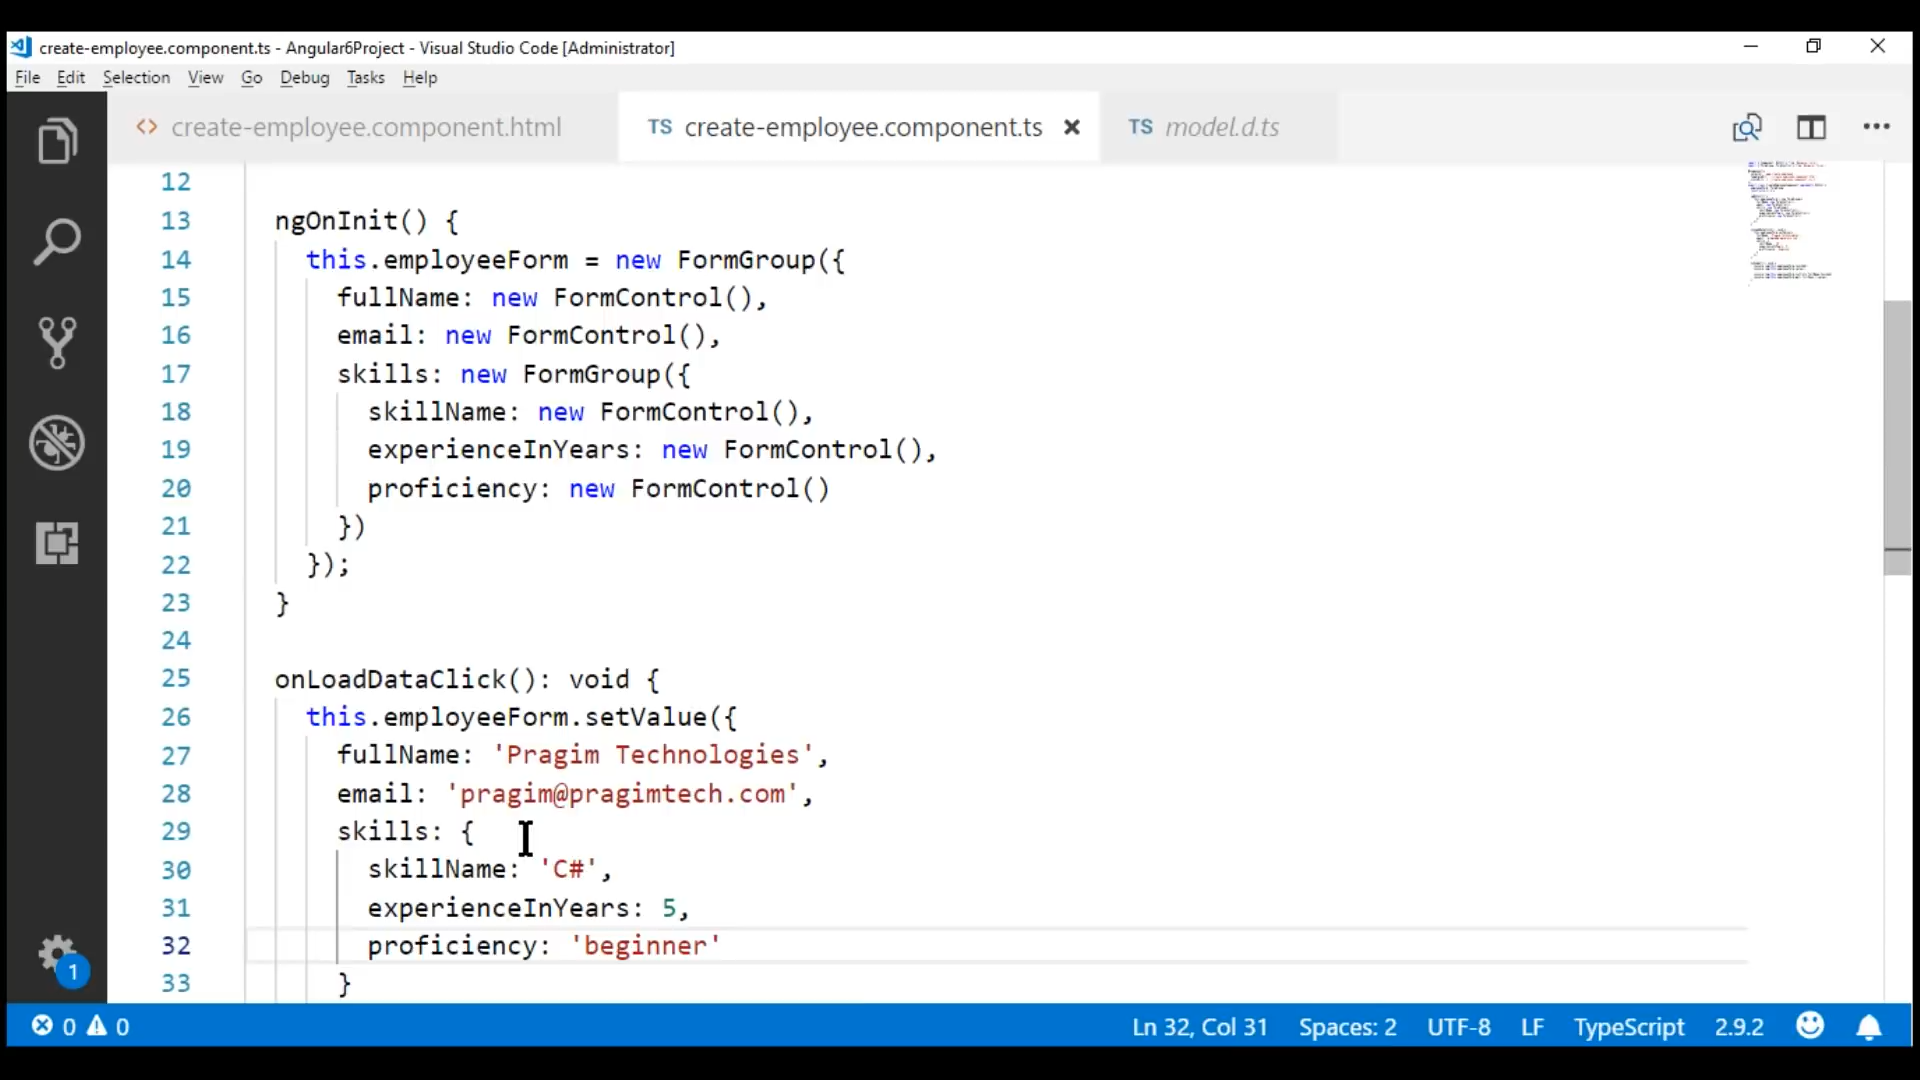 create-employee.component.ts - Angular6Project - Visual Studio Code [Administrator]
File Edit Selection View Go Debug Tasks Help
<> create-employee.component.html TS create-employee.component.ts TS model.d.ts
12
13 ngOnInit() {
14 this.employeeForm = new FormGroup({
15 fullName: new FormControl(),
16 email: new FormControl(),
17 skills: new FormGroup({
18 skillName: new FormControl(),
19 experienceInYears: new FormControl(),
20 proficiency: new FormControl()
21 })
22 });
23 }
24
25 onLoadDataClick(): void {
26 this.employeeForm.setValue({
27 fullName: 'Pragim Technologies',
28 email: 'pragim@pragimtech.com',
29 skills: {
30 skillName: 'C#',
31 experienceInYears: 5,
32 proficiency: 'beginner'
33 }
1
0 0 Ln 32, Col 31 Spaces: 2 UTF-8 LF TypeScript 2.9.2